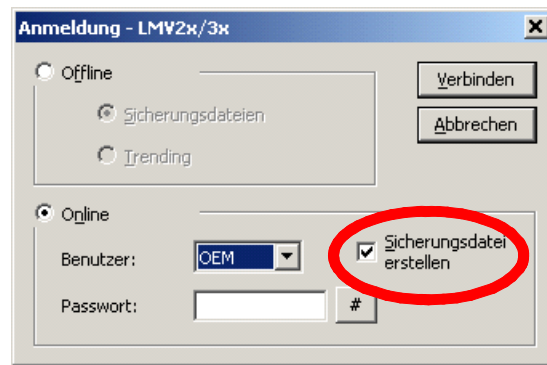 Anmeldung - LMV2x/3x
Offline
Verbinden
Sicherungsdateien
Abbrechen
Trending
Online
Benutzer:
OEM
Sicherungsdatei
erstellen
Passwort:
#